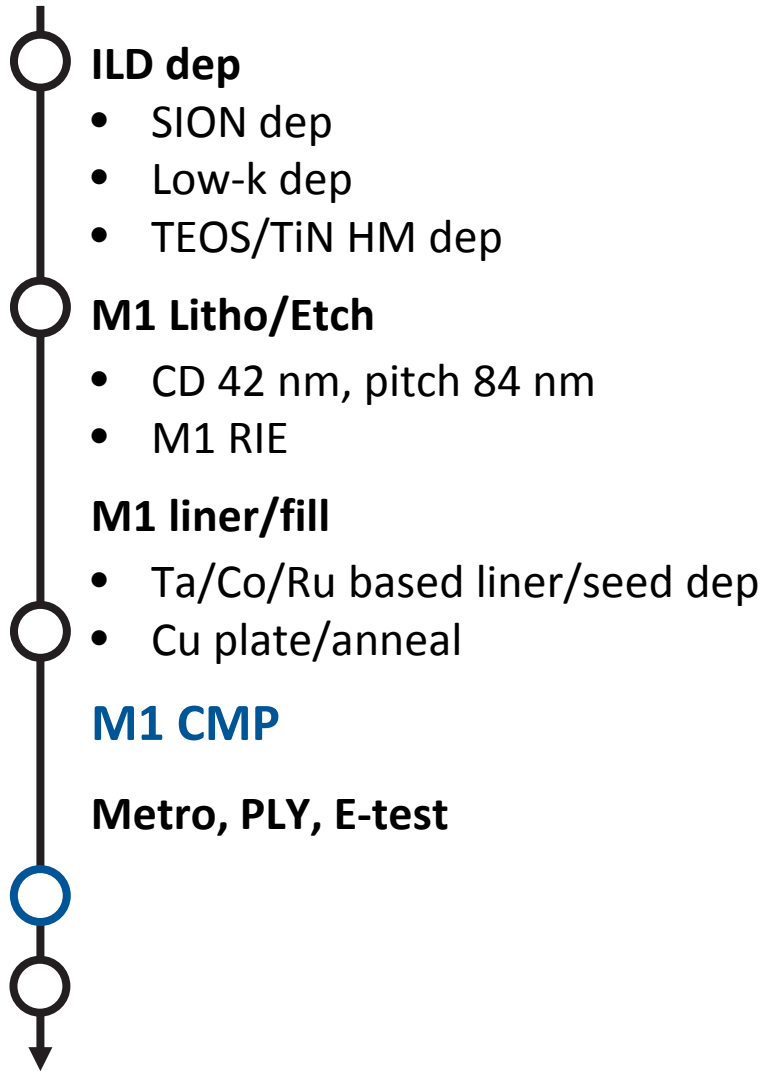 ILD dep
• SION dep
• Low-k dep
• TEOS/TiN HM dep
M1 Litho/Etch
• CD 42 nm, pitch 84 nm
• M1 RIE
M1 liner/fill
• Ta/Co/Ru based liner/seed dep
• Cu plate/anneal
M1 CMP
Metro, PLY, E-test